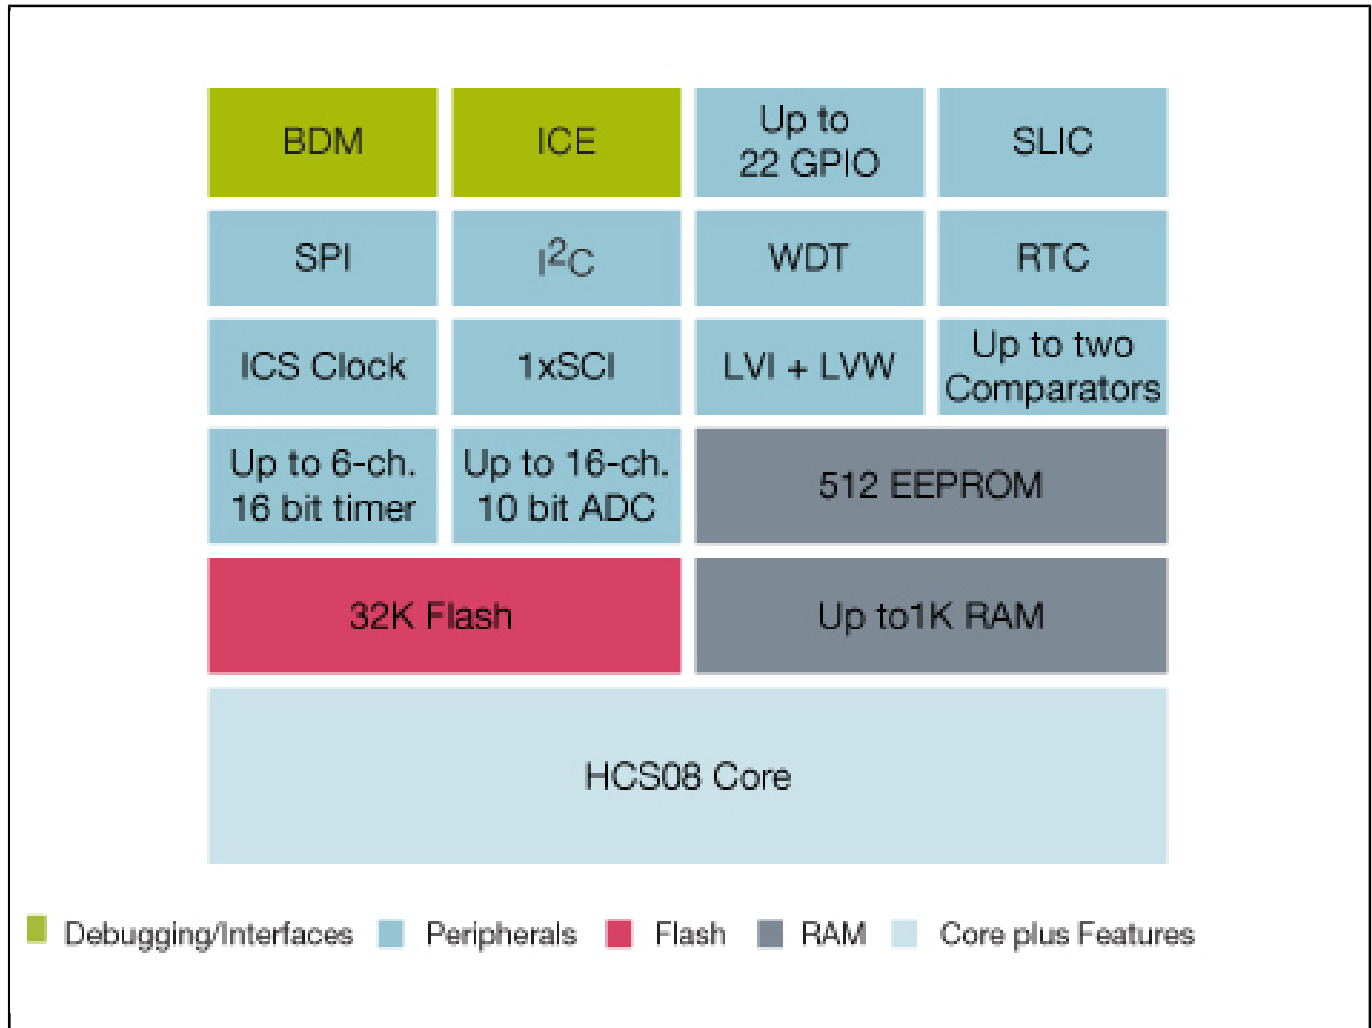 BDM
ICE
Up to
22 GPIO
SLIC
SPI
I²C
WDT
RTC
ICS Clock
1xSCI
LVI + LVW
Up to two
Comparators
Up to 6-ch.
16 bit timer
Up to 16-ch.
10 bit ADC
512 EEPROM
32K Flash
Up to1K RAM
HCS08 Core
Debugging/Interfaces
Peripherals
Flash
RAM
Core plus Features